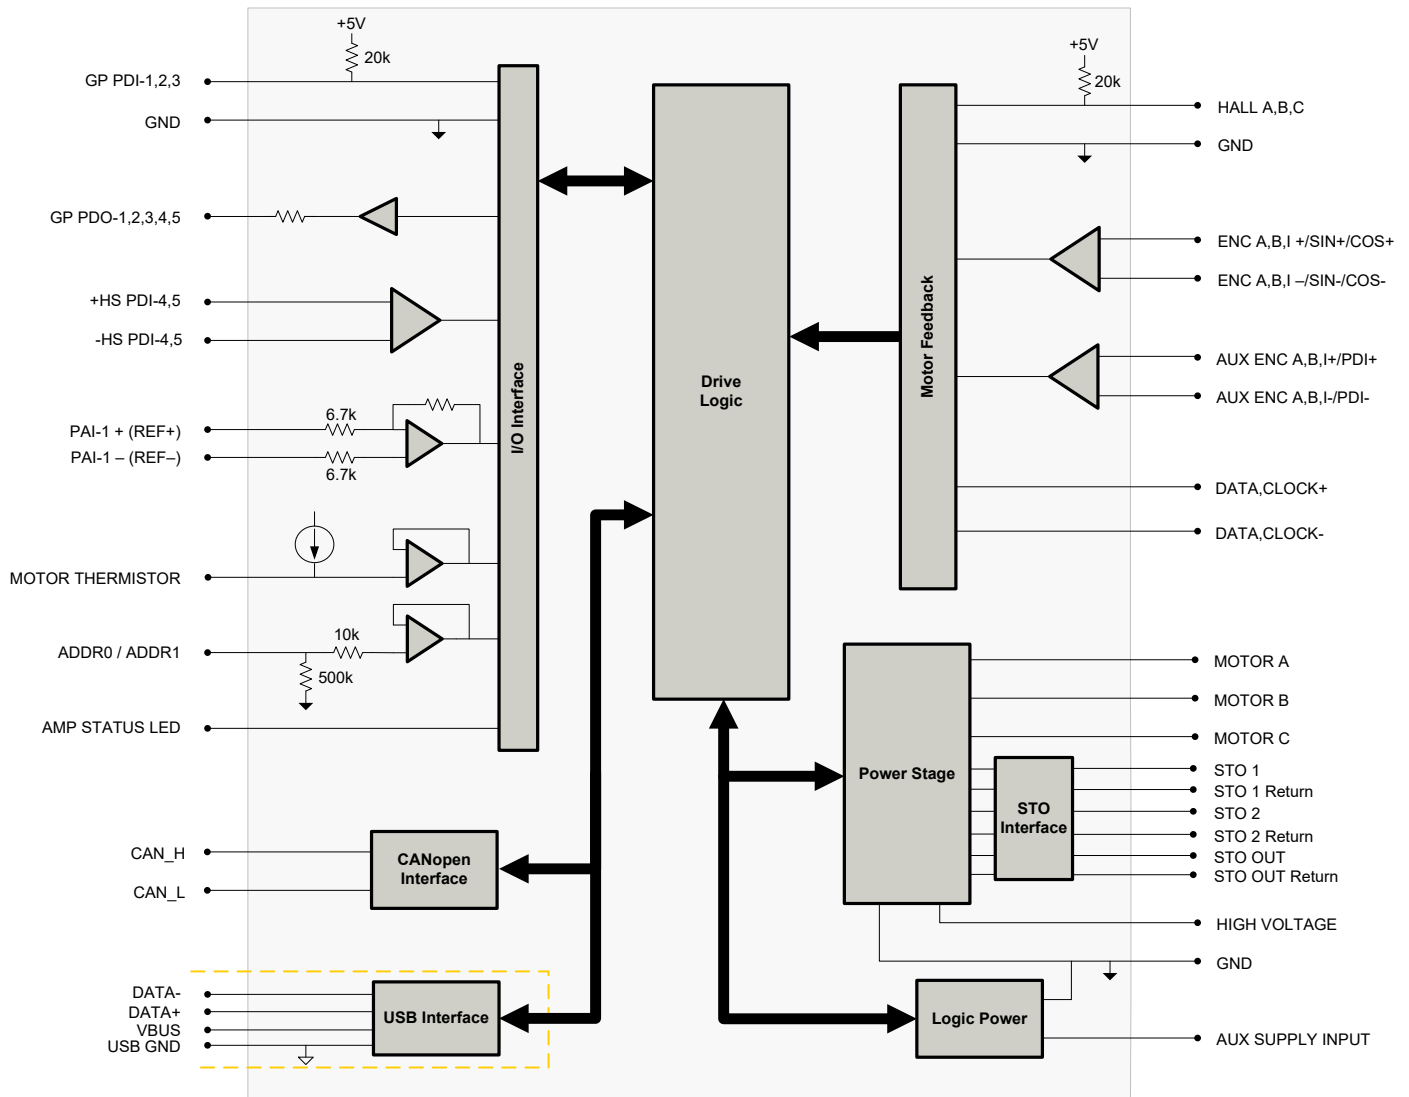 +5V
20k
GP PDI-1,2,3
GND
GP PDO-1,2,3,4,5
+HS PDI-4,5
-HS PDI-4,5
6.7k
PAI-1 + (REF+)
PAI-1 – (REF–)
6.7k
MOTOR THERMISTOR
10k
ADDR0 / ADDR1
500k
AMP STATUS LED
I/O Interface
CAN_H
CAN_L
CANopen
Interface
DATA-
DATA+
VBUS
USB GND
USB Interface
Drive
Logic
Motor Feedback
+5V
20k
HALL A,B,C
GND
ENC A,B,I +/SIN+/COS+
ENC A,B,I –/SIN-/COS-
AUX ENC A,B,I+/PDI+
AUX ENC A,B,I-/PDI-
DATA,CLOCK+
DATA,CLOCK-
Power Stage
MOTOR A
MOTOR B
MOTOR C
STO
Interface
STO 1
STO 1 Return
STO 2
STO 2 Return
STO OUT
STO OUT Return
HIGH VOLTAGE
GND
Logic Power
AUX SUPPLY INPUT